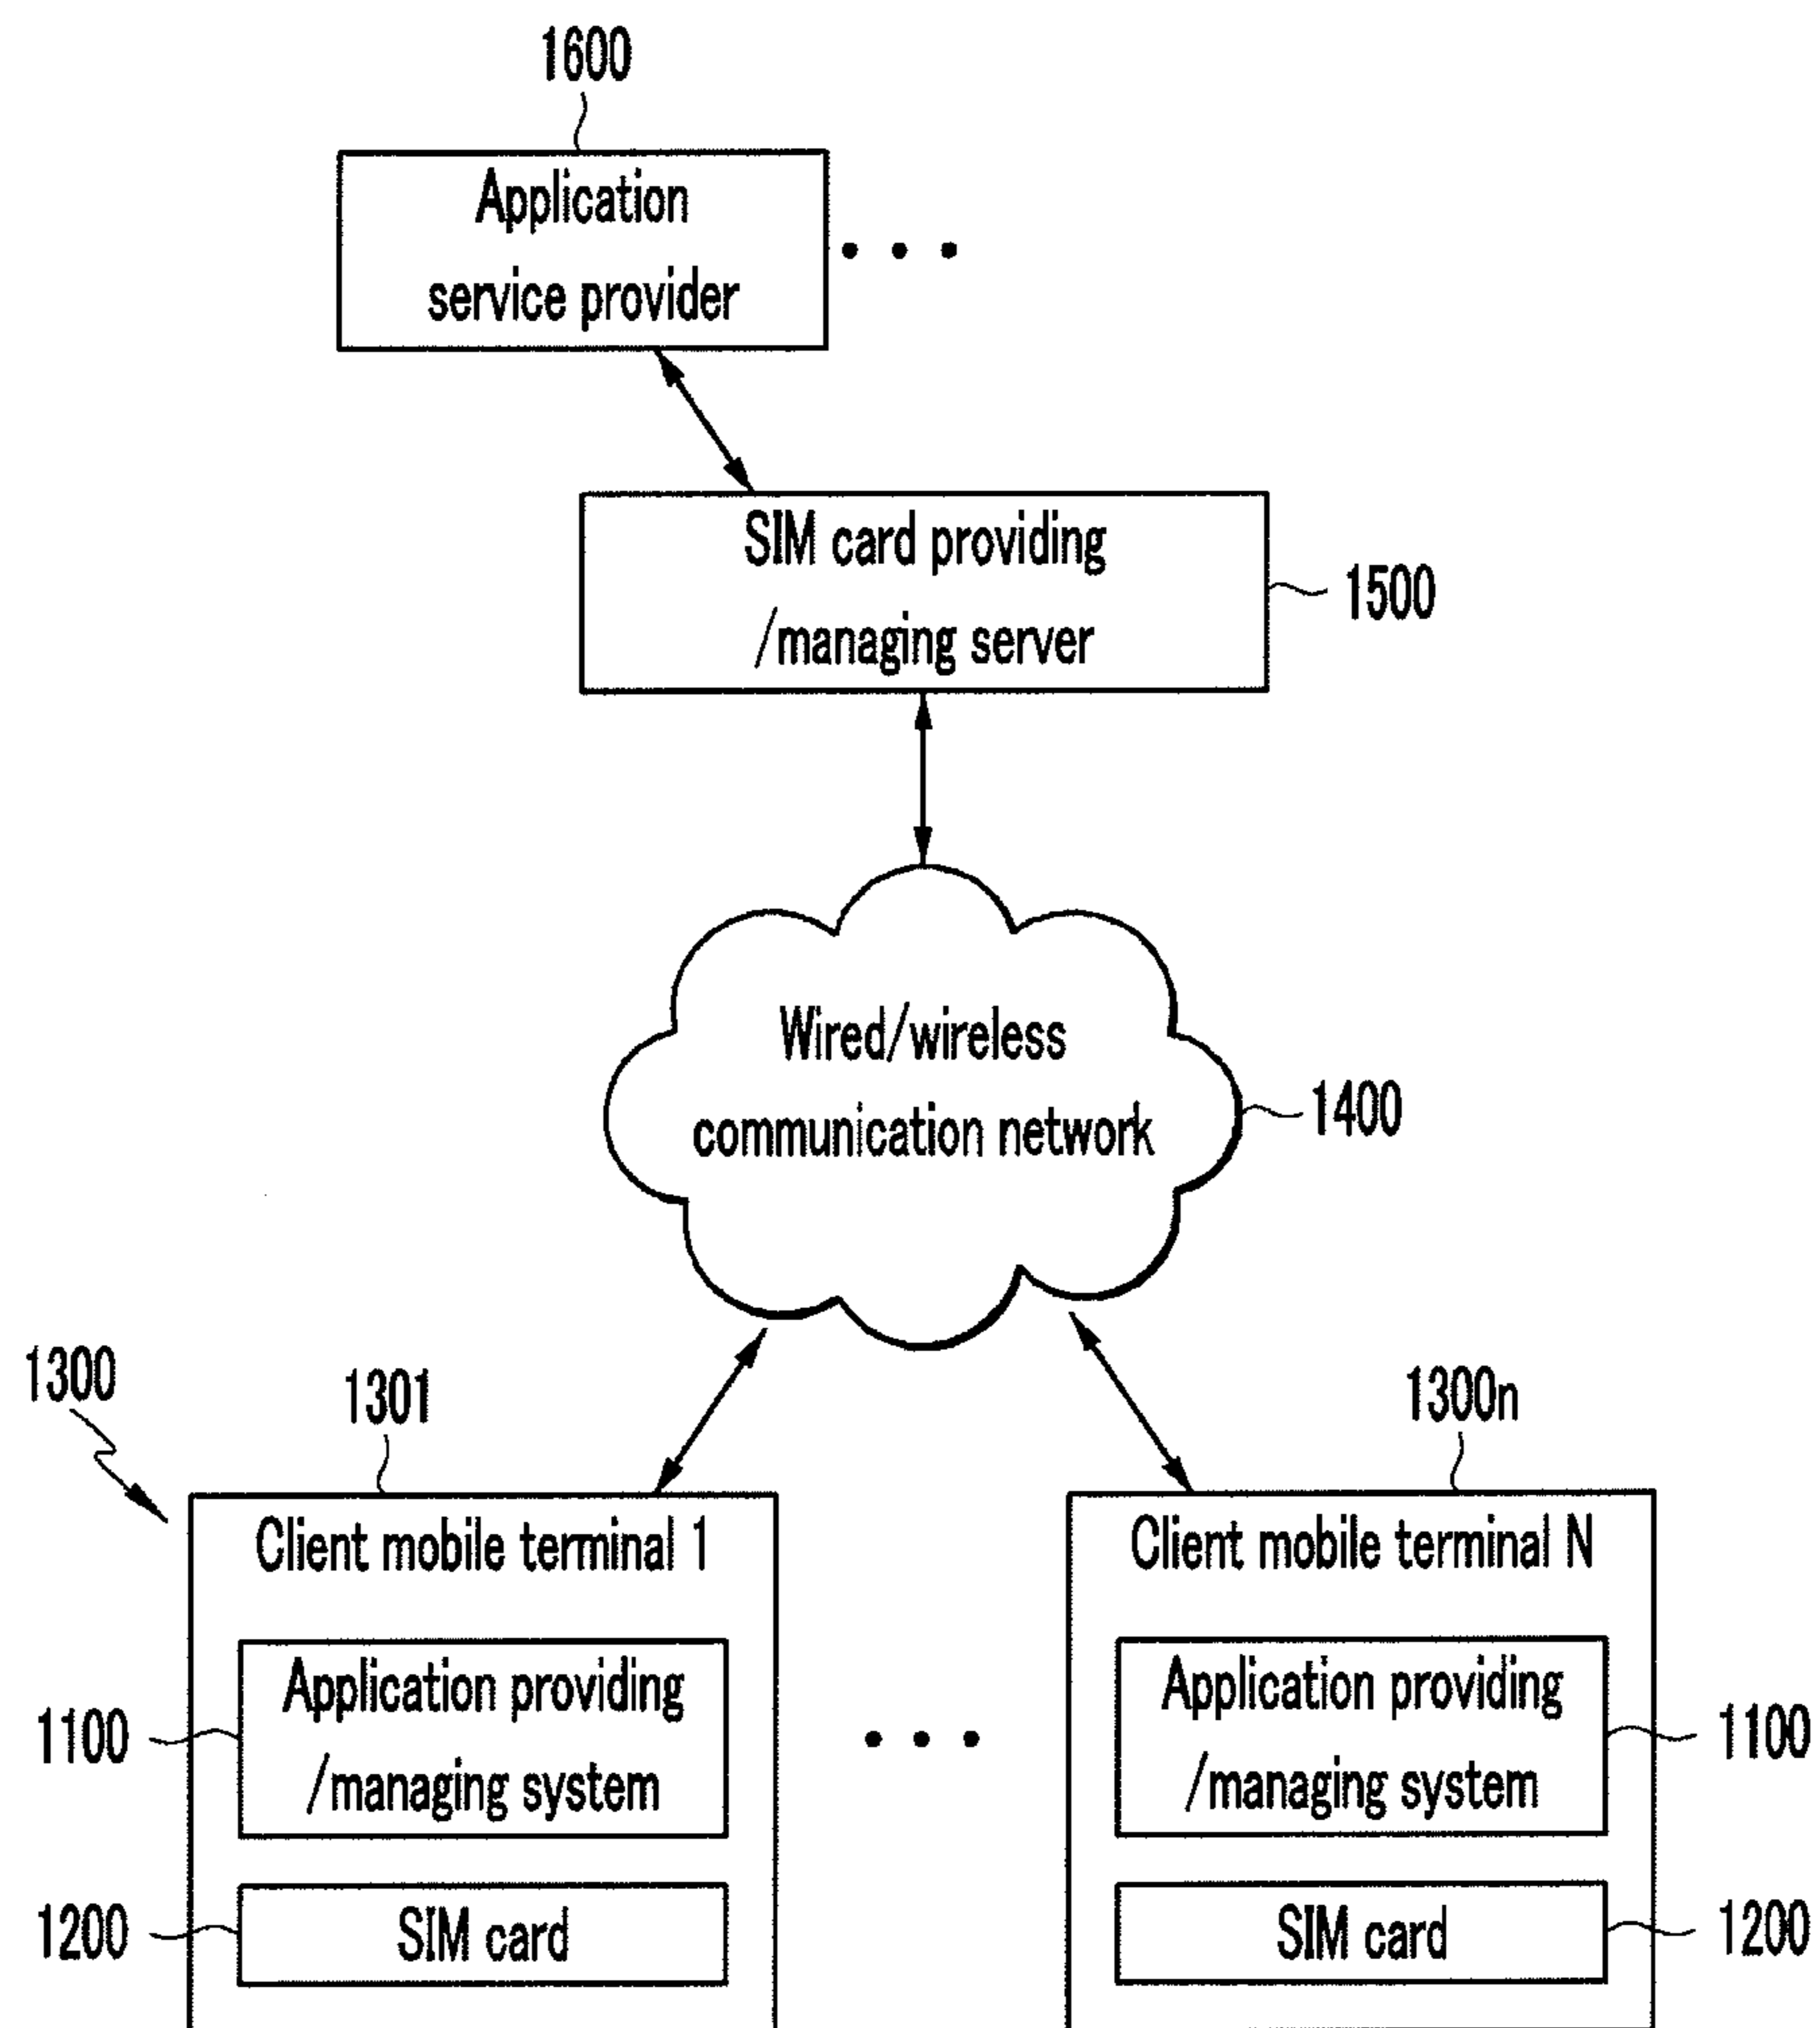 1600
Application
service provider
SIM card providing
/managing server
1500
Wired/wireless
communication network
1400
1300
1301
1300n
Client mobile terminal 1
Client mobile terminal N
Application providing
/managing system
1100
Application providing
/managing system
1100
1200
SIM card
SIM card
1200